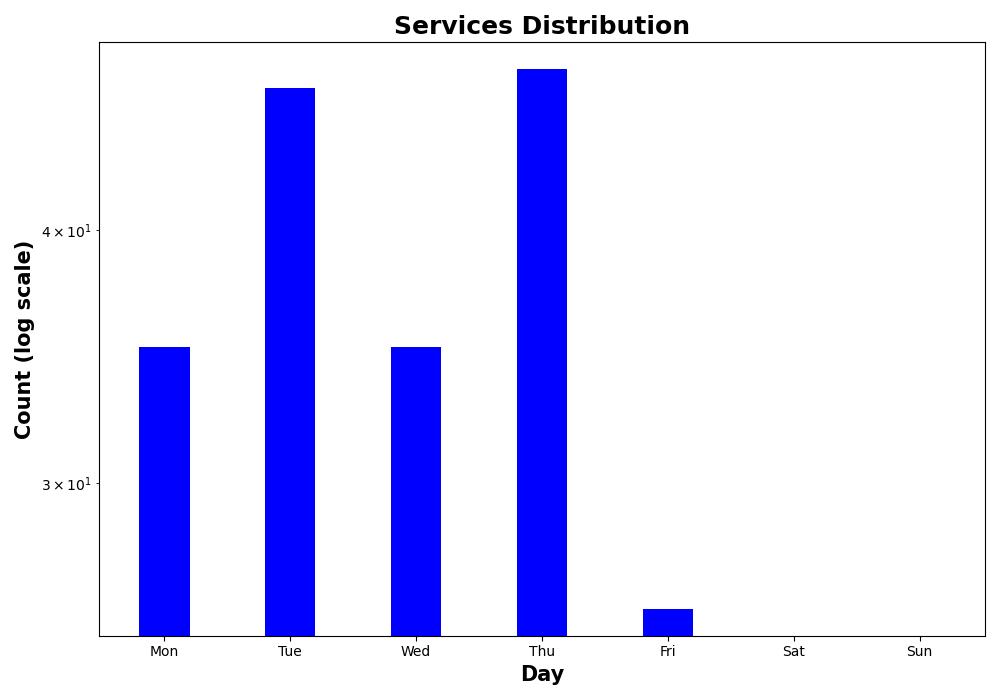 Services Distribution
Count (log scale)
4 × 10¹
3 × 10¹
Mon Tue Wed Thu Fri Sat Sun
Day